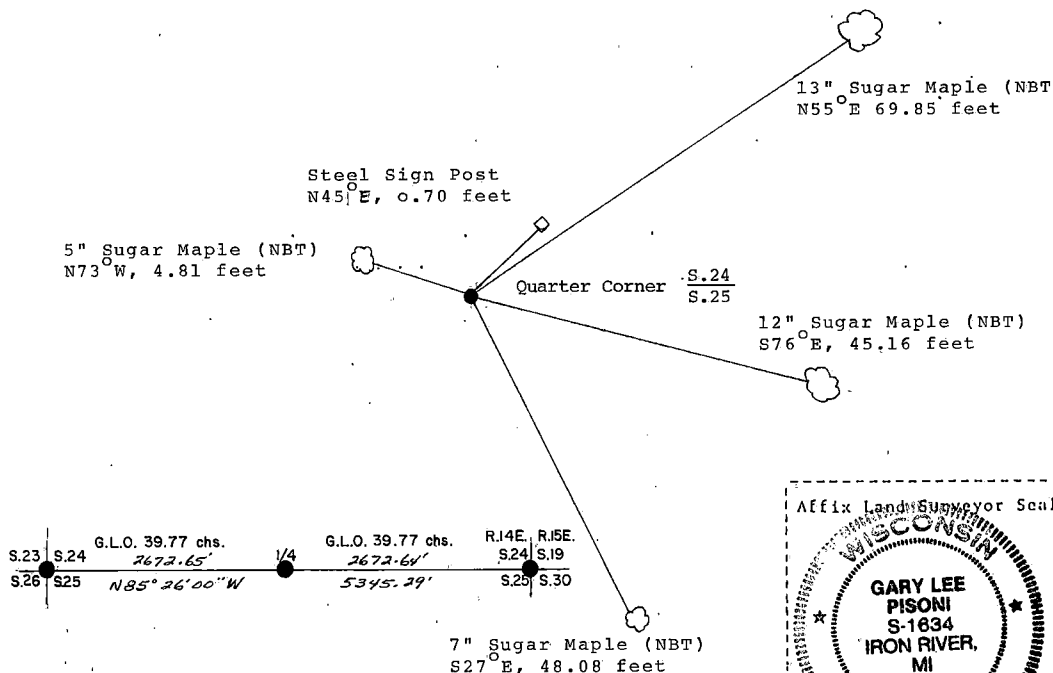 13" Sugar Maple (NBT
N55°E 69.85 feet
Steel Sign Post
N45°E, o.70 feet
5" Sugar Maple (NBT)
N73°W, 4.81 feet
Quarter Corner S.24
S.25
12" Sugar Maple (NBT)
S76°E, 45.16 feet
Affix Land Surveyor Seal
WISCONSIN
GARY LEE
PISONI
S-1634
IRON RIVER,
MI
G.L.O. 39.77 chs. G.L.O. 39.77 chs. R.14E. R.15E.
S.23 S.24 2672.65' 1/4 2672.64' S.24 S.19
S.26 S.25 N85° 26'00"W 5345.29' S.25 S.30
7" Sugar Maple (NBT)
S27°E, 48.08 feet